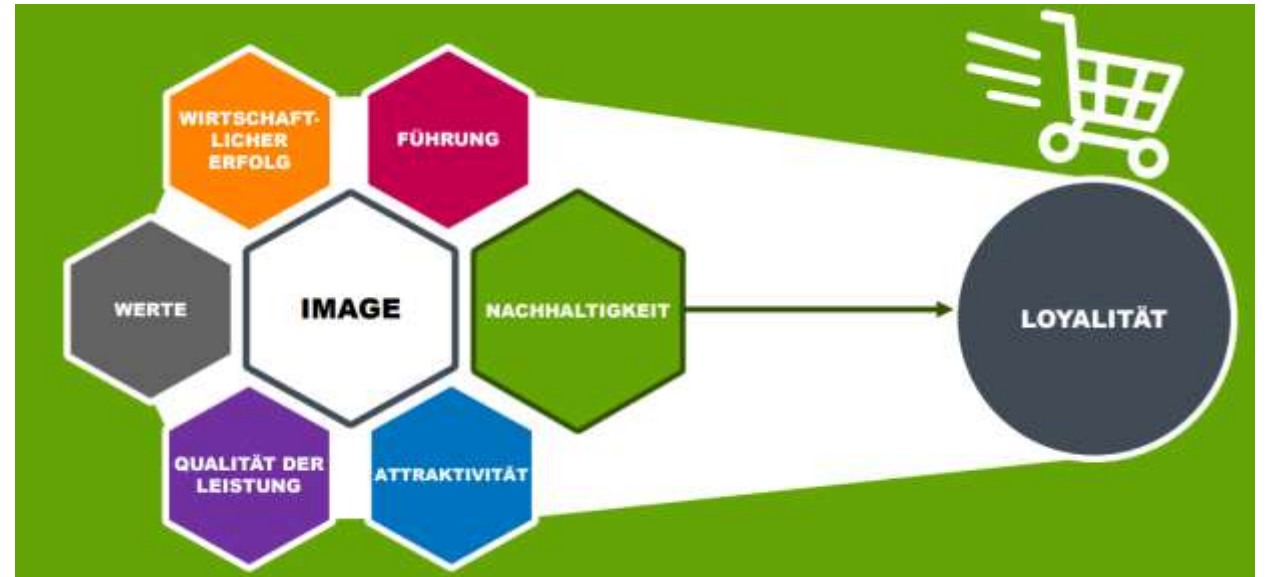 WIRTSCHAFT-
LICHER
ERFOLG
FÜHRUNG
WERTE
IMAGE
NACHHALTIGKEIT
LOYALITÄT
QUALITÄT DER
LEISTUNG
ATTRAKTIVITÄT